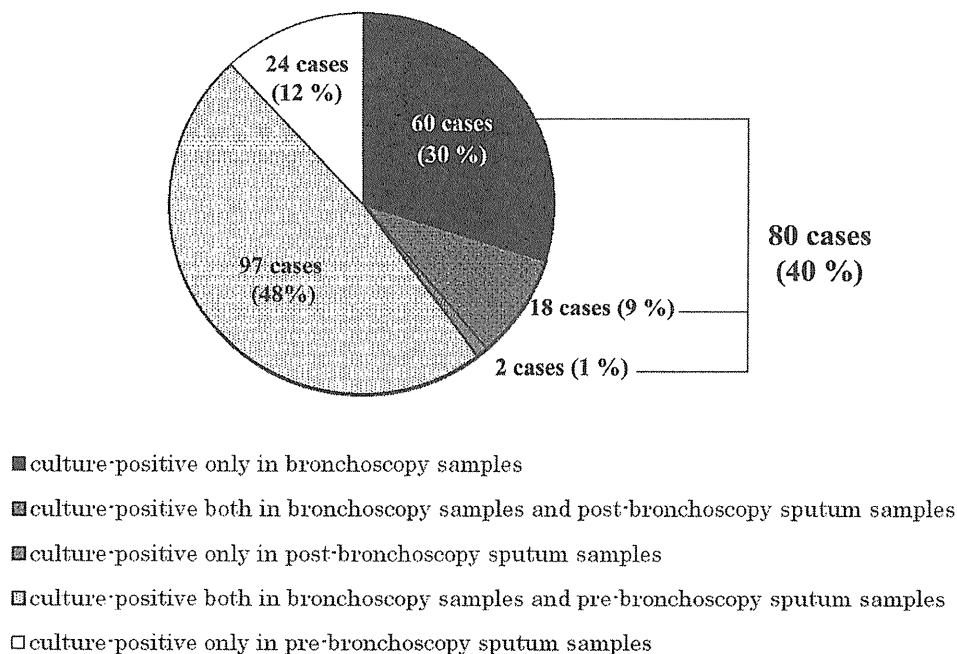 24 cases
(12 %)
60 cases
(30 %)
80 cases
(40 %)
97 cases
(48%)
18 cases (9 %)
2 cases (1 %)
culture-positive only in bronchoscopy samples
culture-positive both in bronchoscopy samples and post-bronchoscopy sputum samples
culture-positive only in post-bronchoscopy sputum samples
culture-positive both in bronchoscopy samples and pre-bronchoscopy sputum samples
culture-positive only in pre-bronchoscopy sputum samples